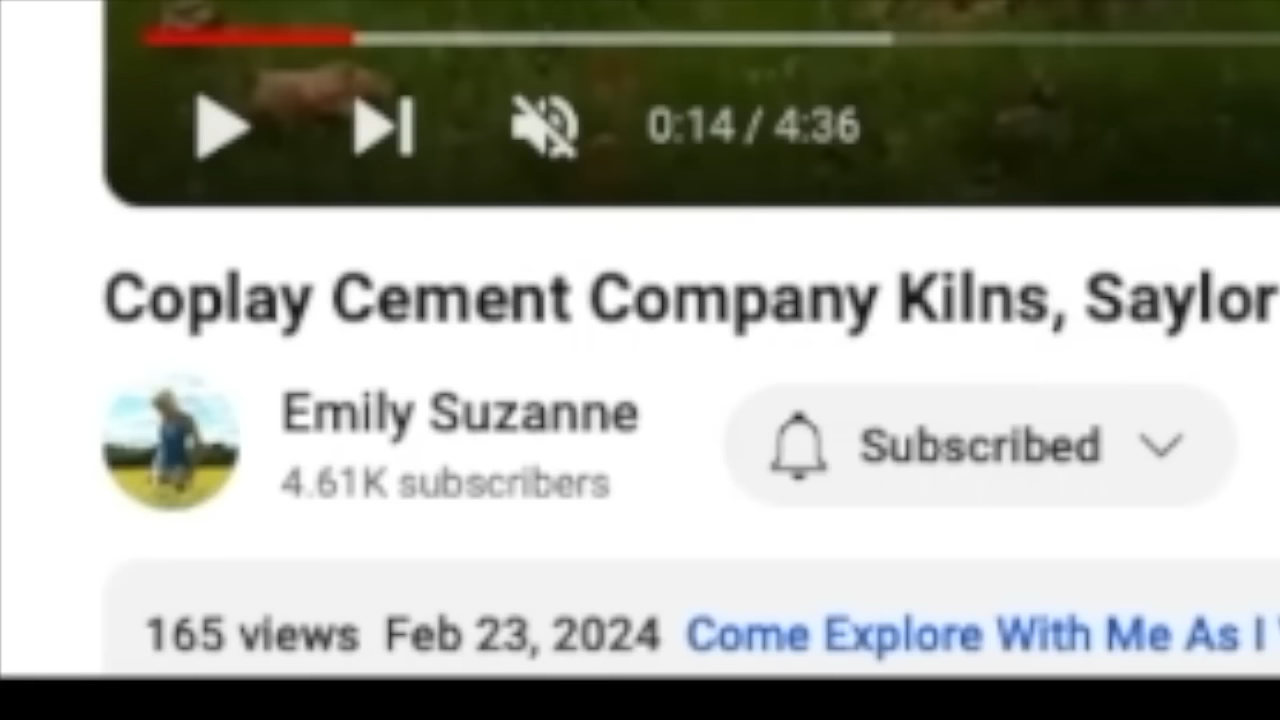 0:14 / 4:36
Coplay Cement Company Kilns, Saylor
Emily Suzanne
Subscribed
4.61K subscribers
165 views Feb 23, 2024 Come Explore With Me As I